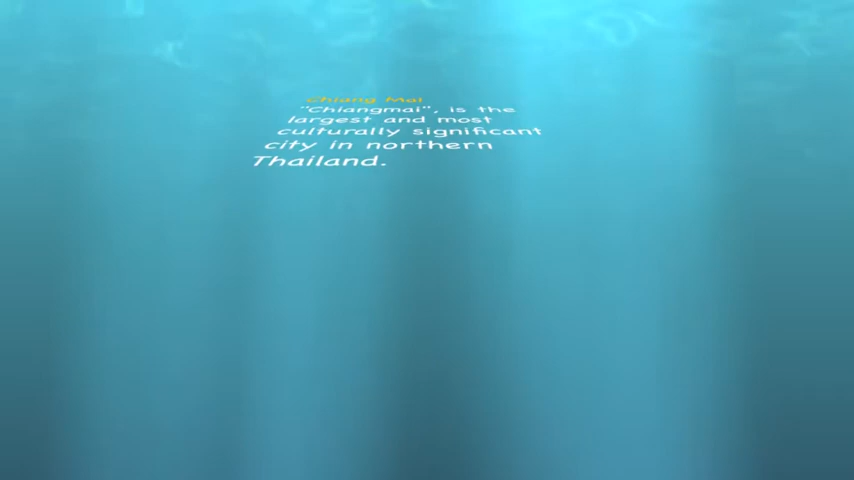 Chiang Mai
"Chiangmai", is the
largest and most
culturally significant
city in northern
Thailand.